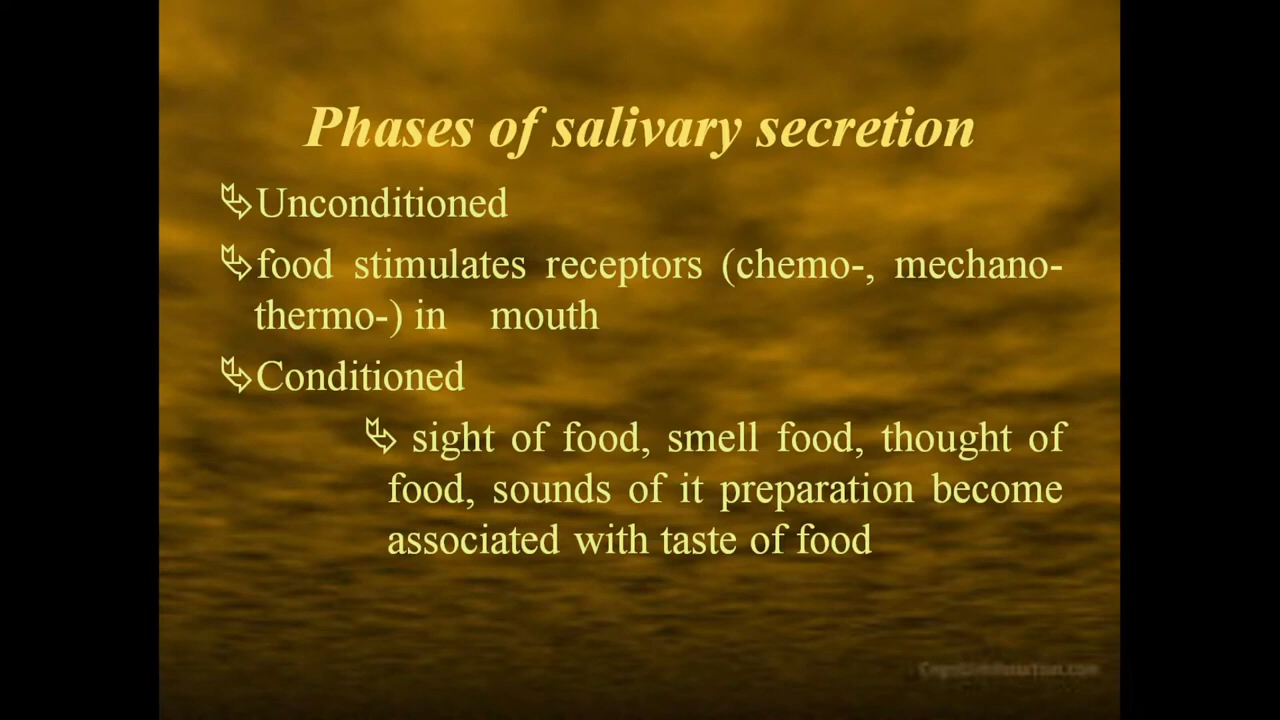 Phases of salivary secretion
Unconditioned
food stimulates receptors (chemo-, mechano-
thermo-) in mouth
Conditioned
sight of food, smell food, thought of
food, sounds of it preparation become
associated with taste of food